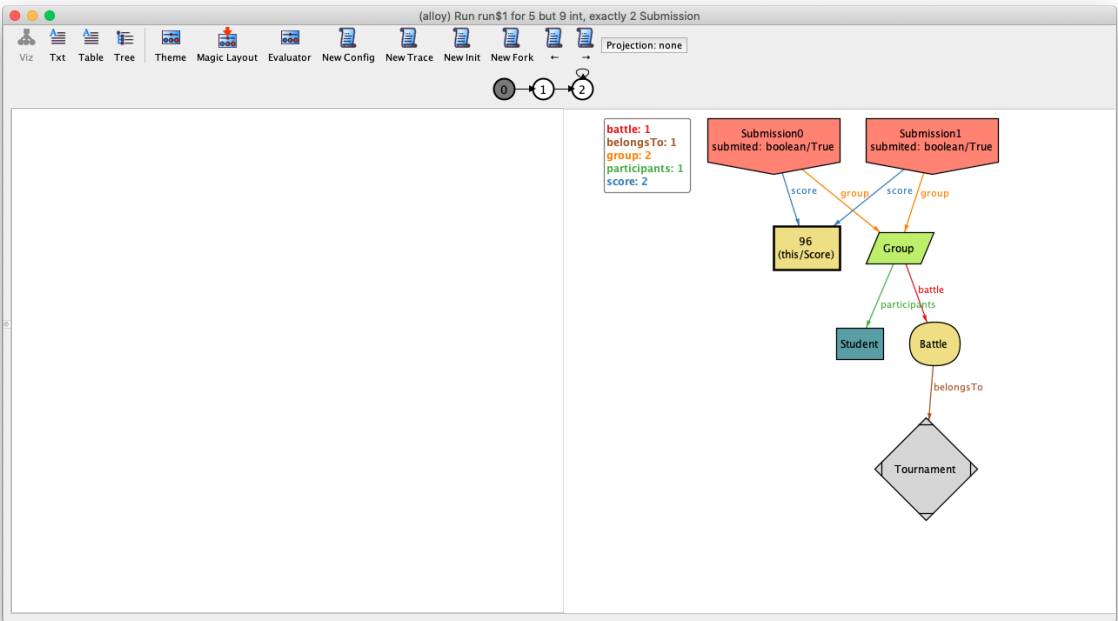 (alloy) Run run$1 for 5 but 9 int, exactly 2 Submission
Viz Txt Table Tree Theme Magic Layout Evaluator New Config New Trace New Init New Fork ← → Projection: none
0 1 2
battle: 1
belongsTo: 1
group: 2
participants: 1
score: 2
Submission0
submited: boolean/True
Submission1
submited: boolean/True
score group score group
96
(this/Score)
Group
battle
participants
Student
Battle
belongsTo
Tournament